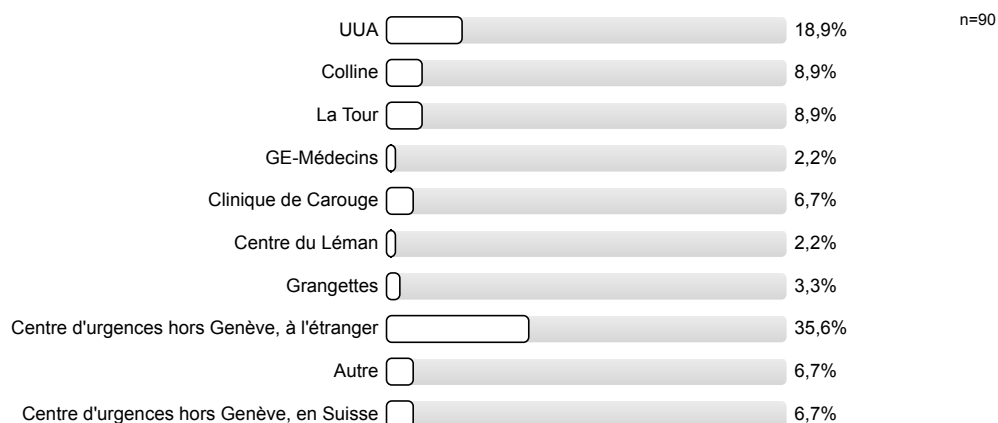 UUA 18,9% n=90
Colline 8,9%
La Tour 8,9%
GE-Médecins 2,2%
Clinique de Carouge 6,7%
Centre du Léman 2,2%
Grangettes 3,3%
Centre d'urgences hors Genève, à l'étranger 35,6%
Autre 6,7%
Centre d'urgences hors Genève, en Suisse 6,7%